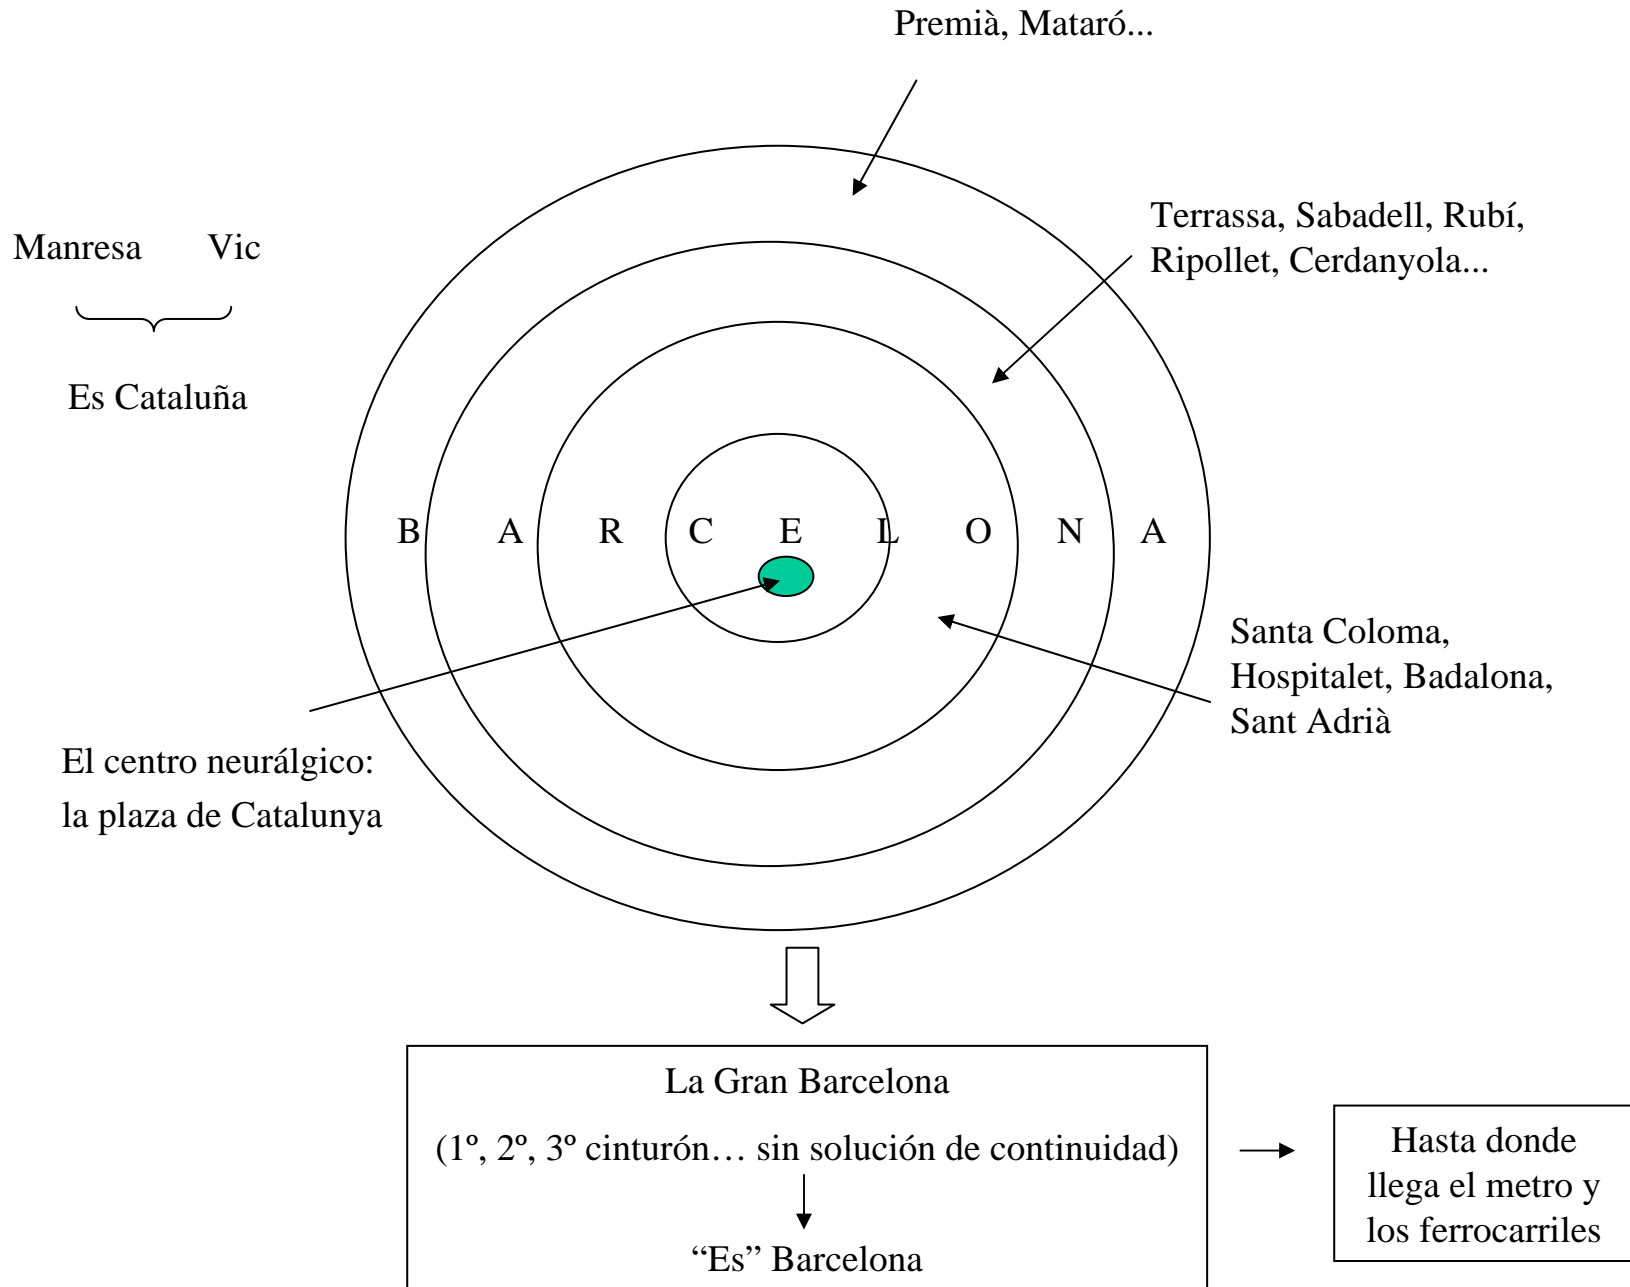 Premià, Mataró...
Terrassa, Sabadell, Rubí,
Ripollet, Cerdanyola...
Manresa Vic
Es Cataluña
B A R C E L O N A
Santa Coloma,
Hospitalet, Badalona,
Sant Adrià
El centro neurálgico:
la plaza de Catalunya
La Gran Barcelona
(1º, 2º, 3º cinturón… sin solución de continuidad)
“Es” Barcelona
Hasta donde
llega el metro y
los ferrocarriles